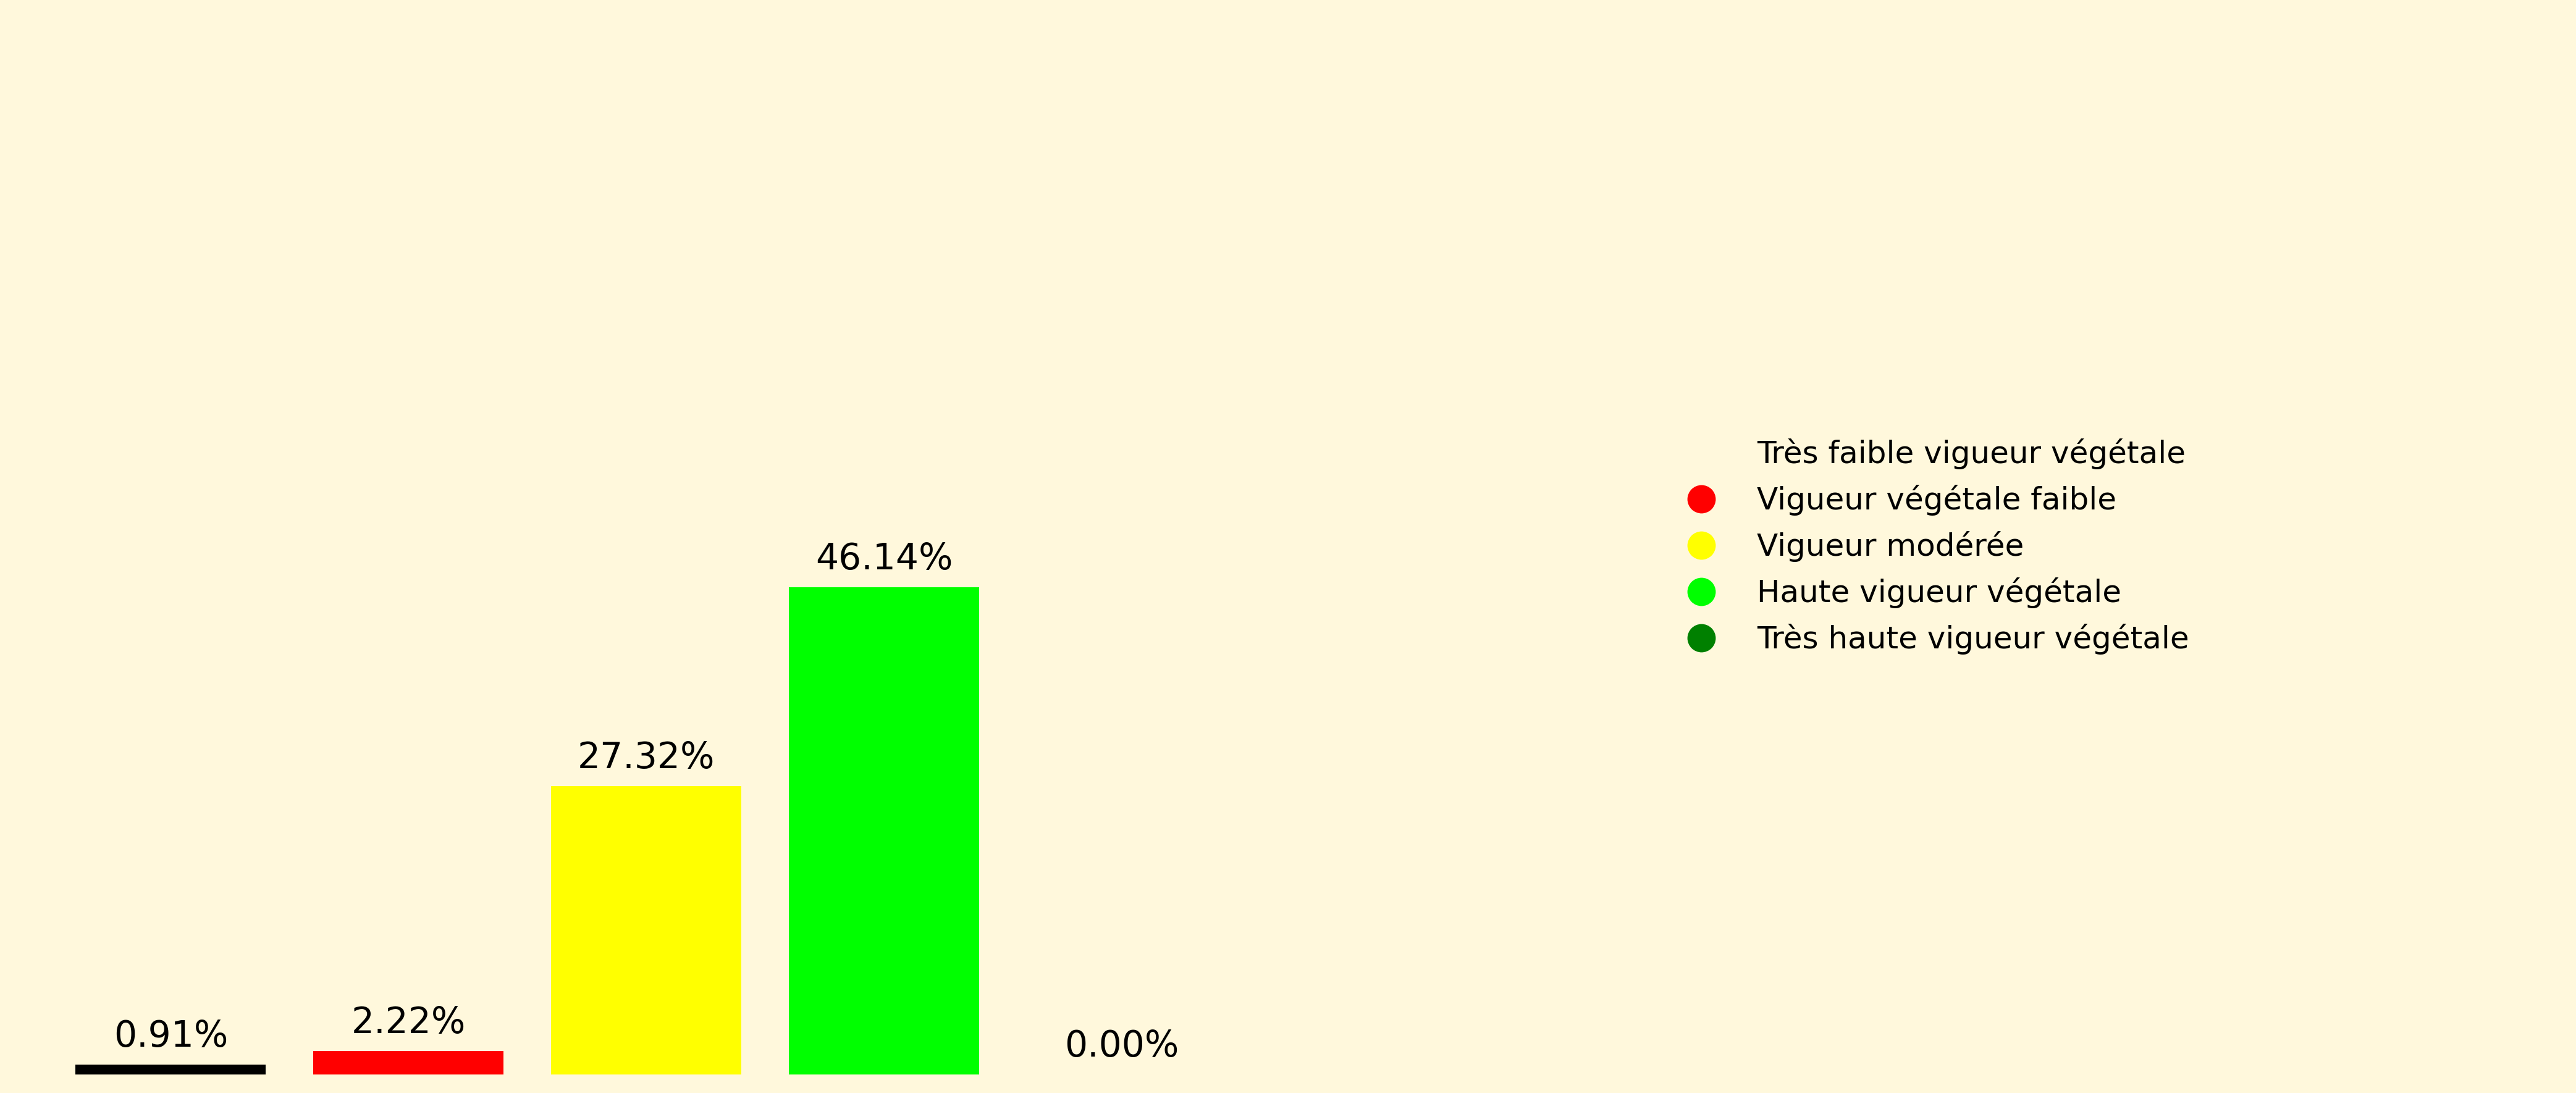 46.14%
27.32%
2.22%
0.91%
0.00%
Très faible vigueur végétale
Vigueur végétale faible
Vigueur modérée
Haute vigueur végétale
Très haute vigueur végétale